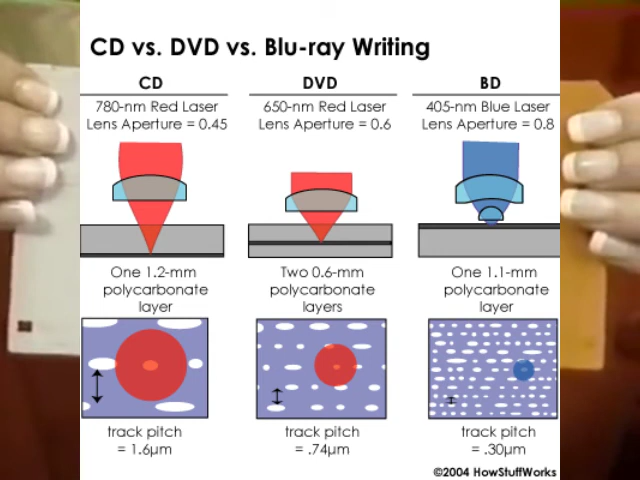 CD vs. DVD vs. Blu-ray Writing
CD
780-nm Red Laser
Lens Aperture = 0.45
One 1.2-mm
polycarbonate
layer
track pitch
= 1.6µm
DVD
650-nm Red Laser
Lens Aperture = 0.6
Two 0.6-mm
polycarbonate
layers
track pitch
= .74µm
BD
405-nm Blue Laser
Lens Aperture = 0.8
One 1.1-mm
polycarbonate
layer
track pitch
= .30µm
©2004 HowStuffWorks